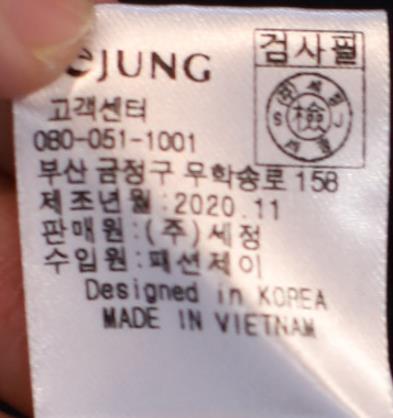 eJUNG
검사필
고객센터
080-051-1001
檢
S J
부산 금정구 무학송로 158
제조년월:2020.11
판매원:(주)세정
수입원:패션제이
Designed in KOREA
MADE IN VIETNAM